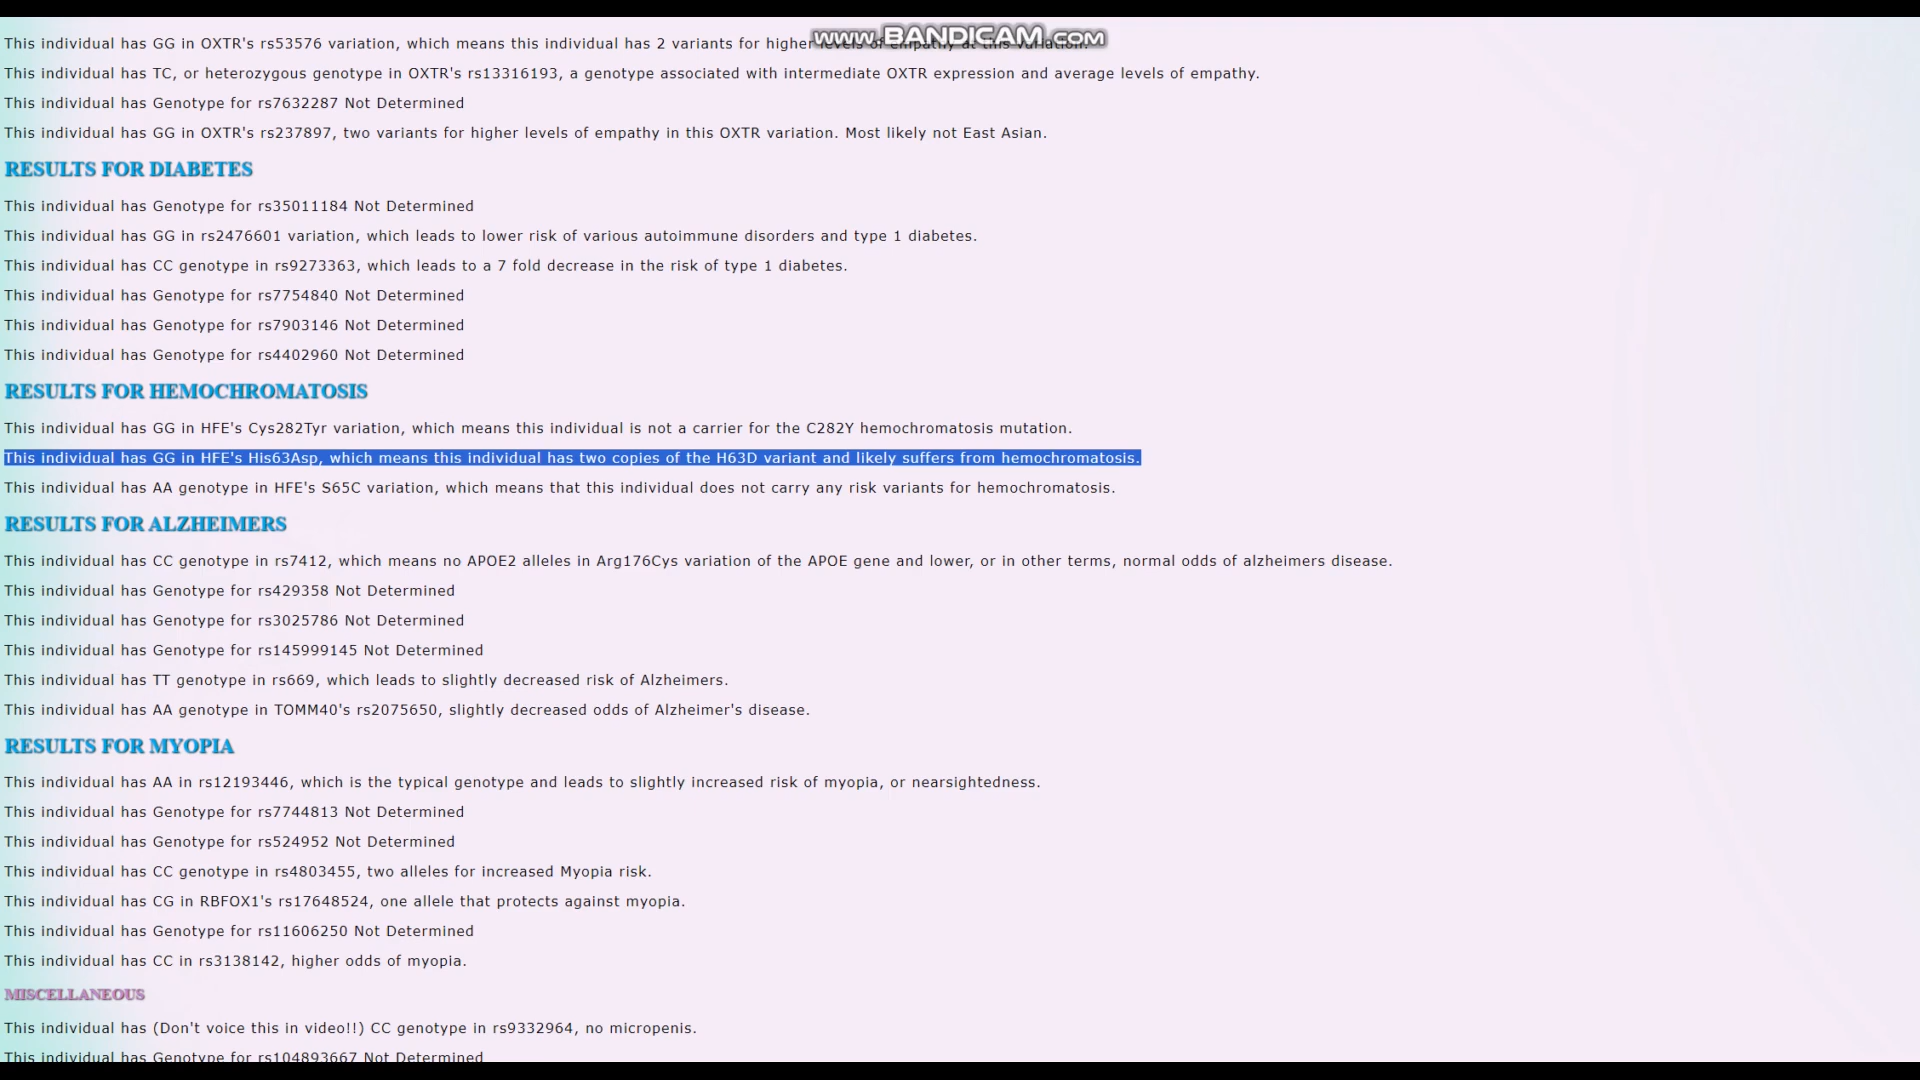 www.BANDICAM.com
This individual has GG in OXTR's rs53576 variation, which means this individual has 2 variants for higher levels of empathy at this variation.
This individual has TC, or heterozygous genotype in OXTR's rs13316193, a genotype associated with intermediate OXTR expression and average levels of empathy.
This individual has Genotype for rs7632287 Not Determined
This individual has GG in OXTR's rs237897, two variants for higher levels of empathy in this OXTR variation. Most likely not East Asian.
RESULTS FOR DIABETES
This individual has Genotype for rs35011184 Not Determined
This individual has GG in rs2476601 variation, which leads to lower risk of various autoimmune disorders and type 1 diabetes.
This individual has CC genotype in rs9273363, which leads to a 7 fold decrease in the risk of type 1 diabetes.
This individual has Genotype for rs7754840 Not Determined
This individual has Genotype for rs7903146 Not Determined
This individual has Genotype for rs4402960 Not Determined
RESULTS FOR HEMOCHROMATOSIS
This individual has GG in HFE's Cys282Tyr variation, which means this individual is not a carrier for the C282Y hemochromatosis mutation.
This individual has GG in HFE's His63Asp, which means this individual has two copies of the H63D variant and likely suffers from hemochromatosis.
This individual has AA genotype in HFE's S65C variation, which means that this individual does not carry any risk variants for hemochromatosis.
RESULTS FOR ALZHEIMERS
This individual has CC genotype in rs7412, which means no APOE2 alleles in Arg176Cys variation of the APOE gene and lower, or in other terms, normal odds of alzheimers disease.
This individual has Genotype for rs429358 Not Determined
This individual has Genotype for rs3025786 Not Determined
This individual has Genotype for rs145999145 Not Determined
This individual has TT genotype in rs669, which leads to slightly decreased risk of Alzheimers.
This individual has AA genotype in TOMM40's rs2075650, slightly decreased odds of Alzheimer's disease.
RESULTS FOR MYOPIA
This individual has AA in rs12193446, which is the typical genotype and leads to slightly increased risk of myopia, or nearsightedness.
This individual has Genotype for rs7744813 Not Determined
This individual has Genotype for rs524952 Not Determined
This individual has CC genotype in rs4803455, two alleles for increased Myopia risk.
This individual has CG in RBFOX1's rs17648524, one allele that protects against myopia.
This individual has Genotype for rs11606250 Not Determined
This individual has CC in rs3138142, higher odds of myopia.
MISCELLANEOUS
This individual has (Don't voice this in video!!) CC genotype in rs9332964, no micropenis.
This individual has Genotype for rs104893667 Not Determined